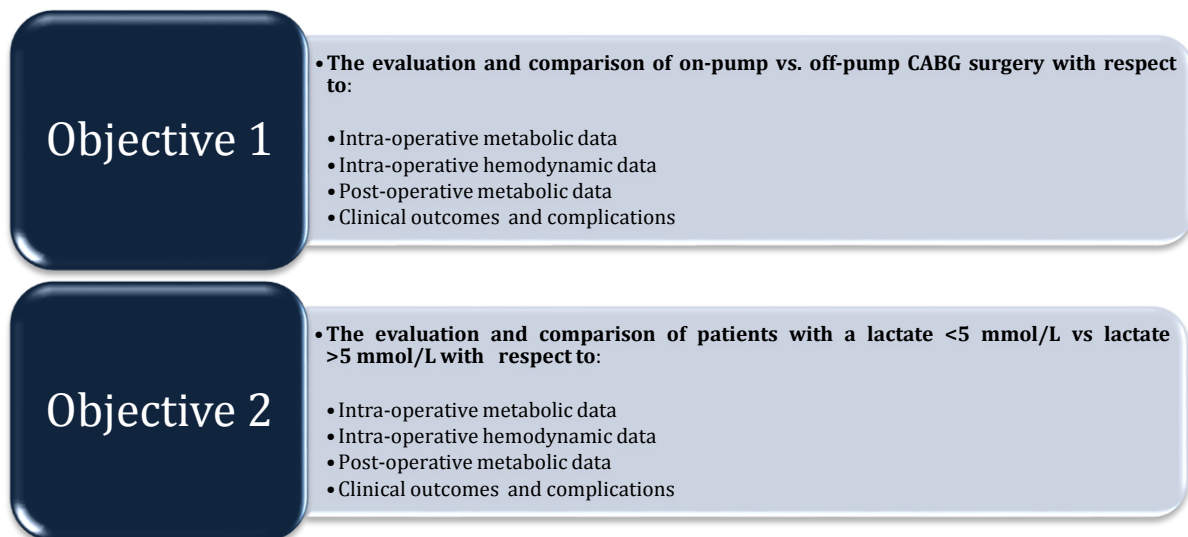 Objective 1
•The evaluation and comparison of on-pump vs. off-pump CABG surgery with respect
to:
•Intra-operative metabolic data
•Intra-operative hemodynamic data
•Post-operative metabolic data
•Clinical outcomes and complications
Objective 2
•The evaluation and comparison of patients with a lactate <5 mmol/L vs lactate
>5 mmol/L with respect to:
•Intra-operative metabolic data
•Intra-operative hemodynamic data
•Post-operative metabolic data
•Clinical outcomes and complications